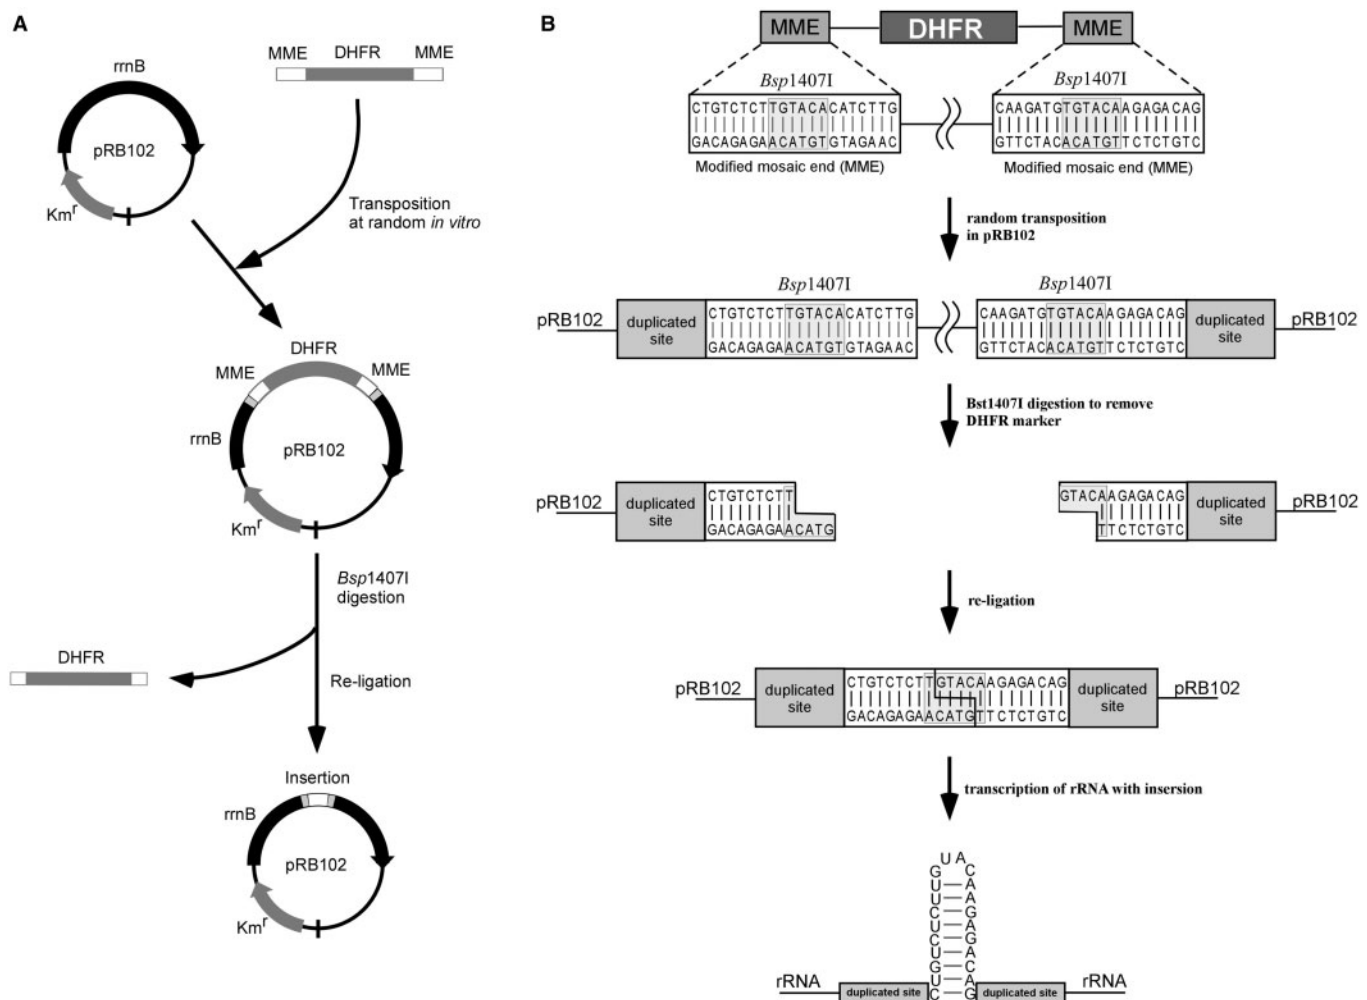 A
MME DHFR MME
rrnB
pRB102
Kmr
Transposition
at random in vitro
DHFR
MME MME
rrnB
pRB102
Kmr
Bsp1407I
digestion
DHFR
Re-ligation
Insertion
rrnB
pRB102
Kmr
B
MME DHFR MME
Bsp1407I Bsp1407I
CTGTCTCTTGTACACATCTTG CAAGATGTGTACAAGAGACAG
GACAGAGAACATGTGTAGAAC GTTCTACACATGTTCTCTGTC
Modified mosaic end (MME) Modified mosaic end (MME)
random transposition
in pRB102
Bsp1407I Bsp1407I
pRB102 duplicated site CTGTCTCTTGTACACATCTTG CAAGATGTGTACAAGAGACAG duplicated site pRB102
GACAGAGAACATGTGTAGAAC GTTCTACACATGTTCTCTGTC
Bst1407I digestion to remove
DHFR marker
pRB102 duplicated site CTGTCTCTT GTACAAGAGACAG duplicated site pRB102
GACAGAGAACATG TTCTCTGTC
re-ligation
pRB102 duplicated site CTGTCTCTTGTACAAGAGACAG duplicated site pRB102
GACAGAGAACATGTTCTCTGTC
transcription of rRNA with insersion
U A
G C
U A
U A
C G
U A
C G
U A
G C
U A
C G
rRNA duplicated site duplicated site rRNA